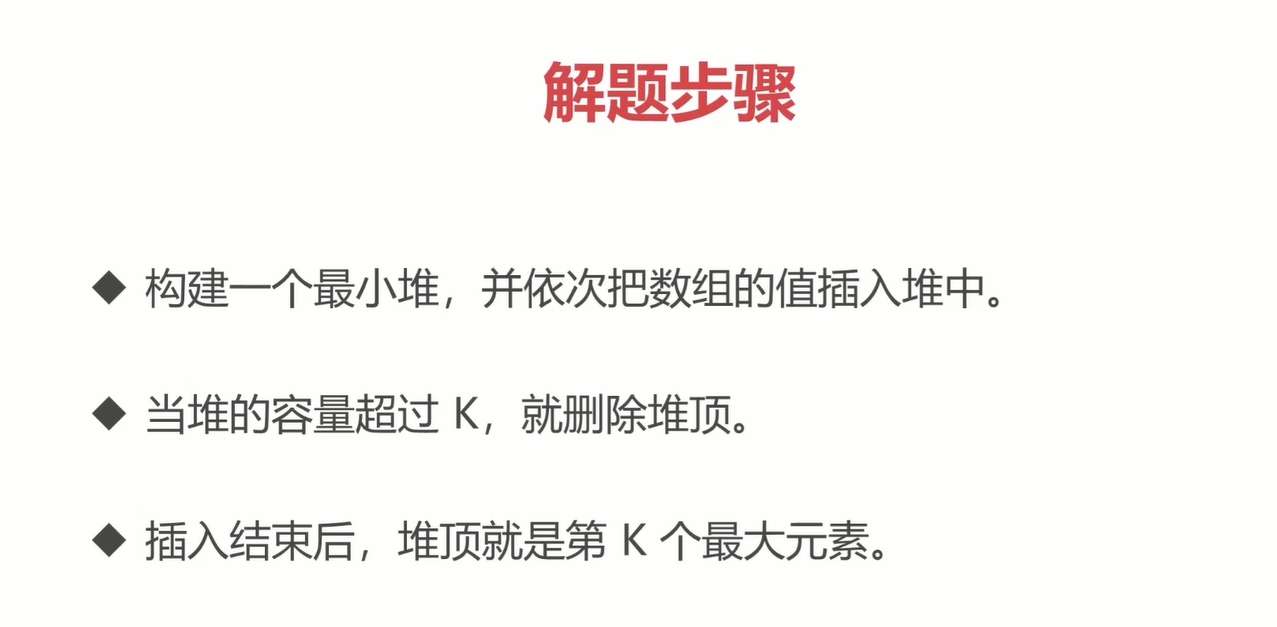 解题步骤
◆ 构建一个最小堆，并依次把数组的值插入堆中。
◆ 当堆的容量超过 K，就删除堆顶。
◆ 插入结束后，堆顶就是第 K 个最大元素。